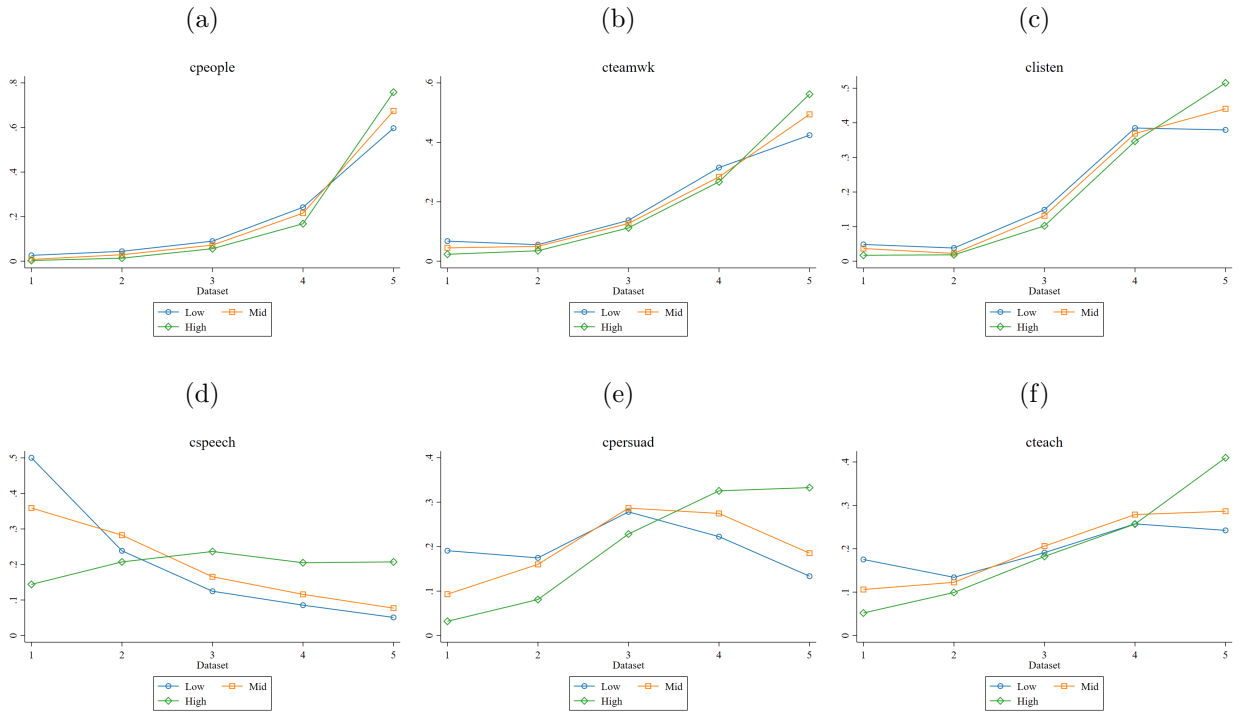 (a)
cpeople
0 .2 .4 .6 .8
1 2 3 4 5
Dataset
Low Mid
High
(b)
cteamwk
0 .2 .4 .6
1 2 3 4 5
Dataset
Low Mid
High
(c)
clisten
0 .1 .2 .3 .4 .5
1 2 3 4 5
Dataset
Low Mid
High
(d)
cspeech
0 .1 .2 .3 .4 .5
1 2 3 4 5
Dataset
Low Mid
High
(e)
cpersuad
0 .1 .2 .3 .4
1 2 3 4 5
Dataset
Low Mid
High
(f)
cteach
0 .1 .2 .3 .4
1 2 3 4 5
Dataset
Low Mid
High